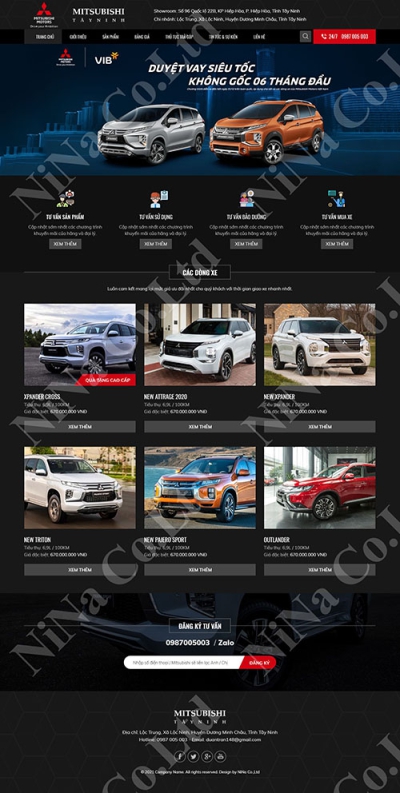 MITSUBISHI
MOTORS
Drive your Ambition
MITSUBISHI
TÂY NINH
Showroom: Số 96 Quốc lộ 22B, KP Hiệp Hòa, P. Hiệp Hòa, Tỉnh Tây Ninh
Chi nhánh: Lộc Trung, Xã Lộc Ninh, Huyện Dương Minh Châu, Tỉnh Tây Ninh
TRANG CHỦ GIỚI THIỆU SẢN PHẨM BẢNG GIÁ THỦ TỤC TRẢ GÓP TIN TỨC & SỰ KIỆN LIÊN HỆ 24/7 0987 005 003
MITSUBISHI
MOTORS
VIB
DUYỆT VAY SIÊU TỐC
KHÔNG GỐC 06 THÁNG ĐẦU
TƯ VẤN SẢN PHẨM TƯ VẤN SỬ DỤNG TƯ VẤN BẢO DƯỠNG TƯ VẤN MUA XE
Cập nhật sớm nhất các chương trình Cập nhật sớm nhất các chương trình Cập nhật sớm nhất các chương trình Cập nhật sớm nhất các chương trình
khuyến mãi của hãng và đại lý khuyến mãi của hãng và đại lý khuyến mãi của hãng và đại lý khuyến mãi của hãng và đại lý
XEM THÊM XEM THÊM XEM THÊM XEM THÊM
CÁC DÒNG XE
Luôn cam kết mang lại mức giá ưu đãi nhất cho quý khách với thời gian giao xe nhanh nhất.
QUÀ TẶNG CAO CẤP
XPANDER CROSS NEW ATTRAGE 2020 NEW XPANDER
Tiêu thụ: 6,9L / 100KM Tiêu thụ: 6,9L / 100KM Tiêu thụ: 6,9L / 100KM
Giá đặc biệt: 670.000.000 VNĐ Giá đặc biệt: 670.000.000 VNĐ Giá đặc biệt: 670.000.000 VNĐ
XEM THÊM XEM THÊM XEM THÊM
NEW TRITON NEW PAJERO SPORT OUTLANDER
Tiêu thụ: 6,9L / 100KM Tiêu thụ: 6,9L / 100KM Tiêu thụ: 6,9L / 100KM
Giá đặc biệt: 670.000.000 VNĐ Giá đặc biệt: 670.000.000 VNĐ Giá đặc biệt: 670.000.000 VNĐ
XEM THÊM XEM THÊM XEM THÊM
ĐĂNG KÝ TƯ VẤN
0987005003 / Zalo
Nhập số điện thoại, Mitsubishi sẽ liên lạc Anh / Chị ĐĂNG KÝ
MITSUBISHI
TÂY NINH
Địa chỉ: Lộc Trung, Xã Lộc Ninh, Huyện Dương Minh Châu, Tỉnh Tây Ninh
Hotline: 0987 005 003 - Email: duantran148@gmail.com
© 2021 Company Name. All rights reserved. Design by NiNa Co.,Ltd
NiNa Co.,Ltd